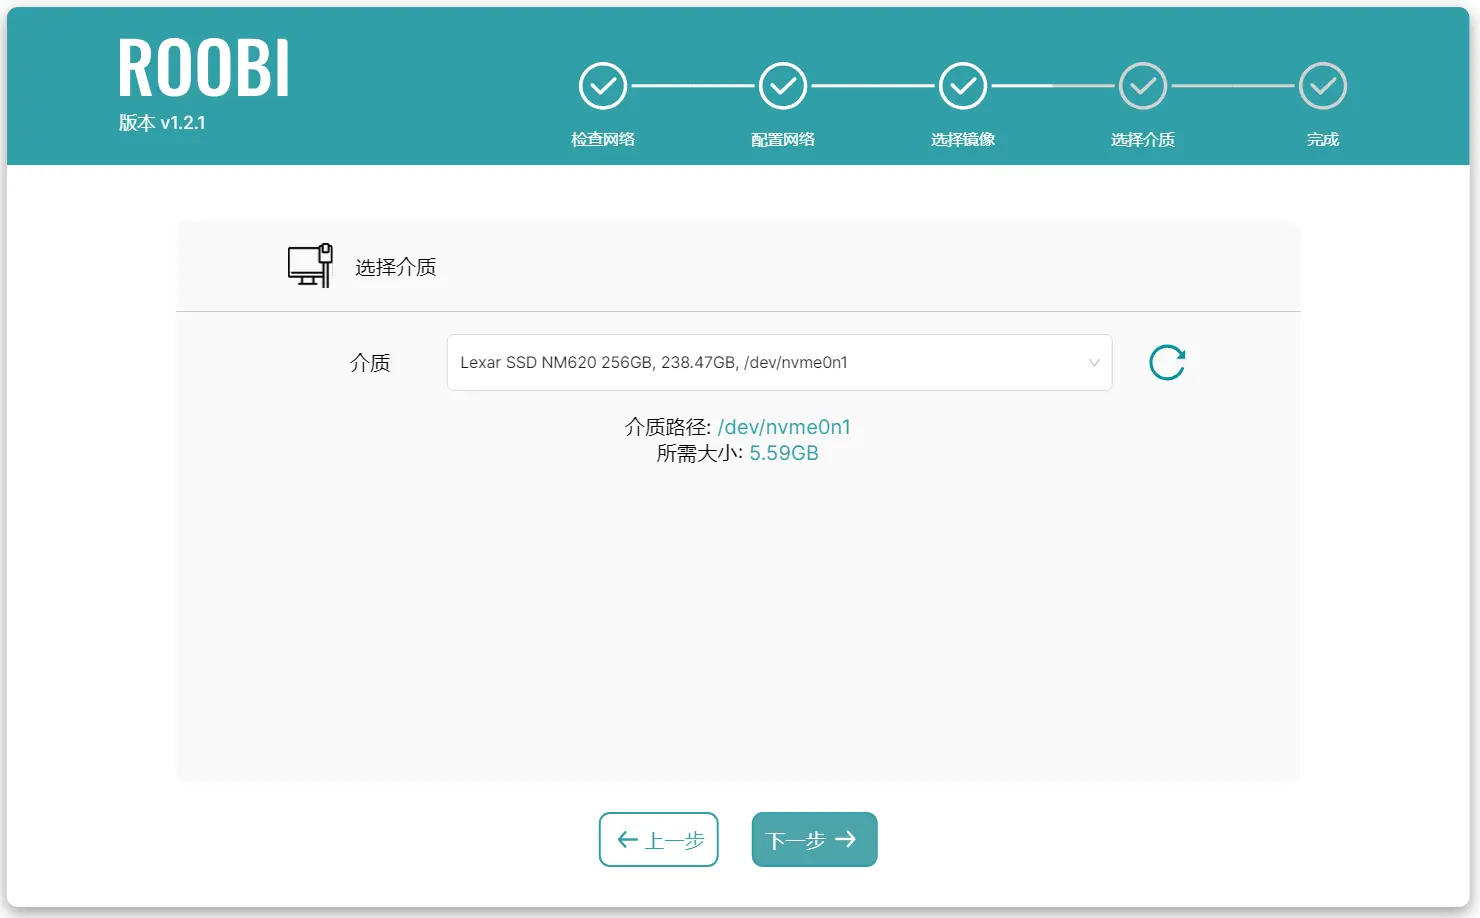 ROOBI
版本 v1.2.1
检查网络
配置网络
选择镜像
选择介质
完成
选择介质
介质
Lexar SSD NM620 256GB, 238.47GB, /dev/nvme0n1
介质路径: /dev/nvme0n1
所需大小: 5.59GB
上一步
下一步